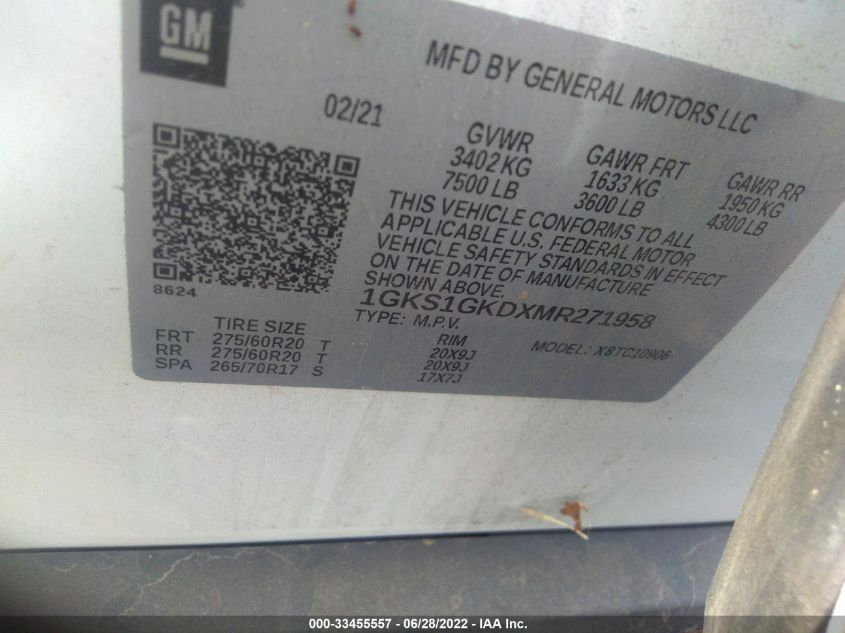 GM
MFD BY GENERAL MOTORS LLC
02/21
GVWR
3402 KG
7500 LB
GAWR FRT
1633 KG
3600 LB
GAWR RR
1950 KG
4300 LB
THIS VEHICLE CONFORMS TO ALL
APPLICABLE U.S. FEDERAL MOTOR
VEHICLE SAFETY STANDARDS IN EFFECT
ON THE DATE OF MANUFACTURE
SHOWN ABOVE.
1GKS1GKDXMR271958
TYPE: M.P.V.
MODEL: X8TC10906
8624
TIRE SIZE
RIM
FRT 275/60R20 T 20X9J
RR 275/60R20 T 20X9J
SPA 265/70R17 S 17X7J
000-33455557 - 06/28/2022 - IAA Inc.